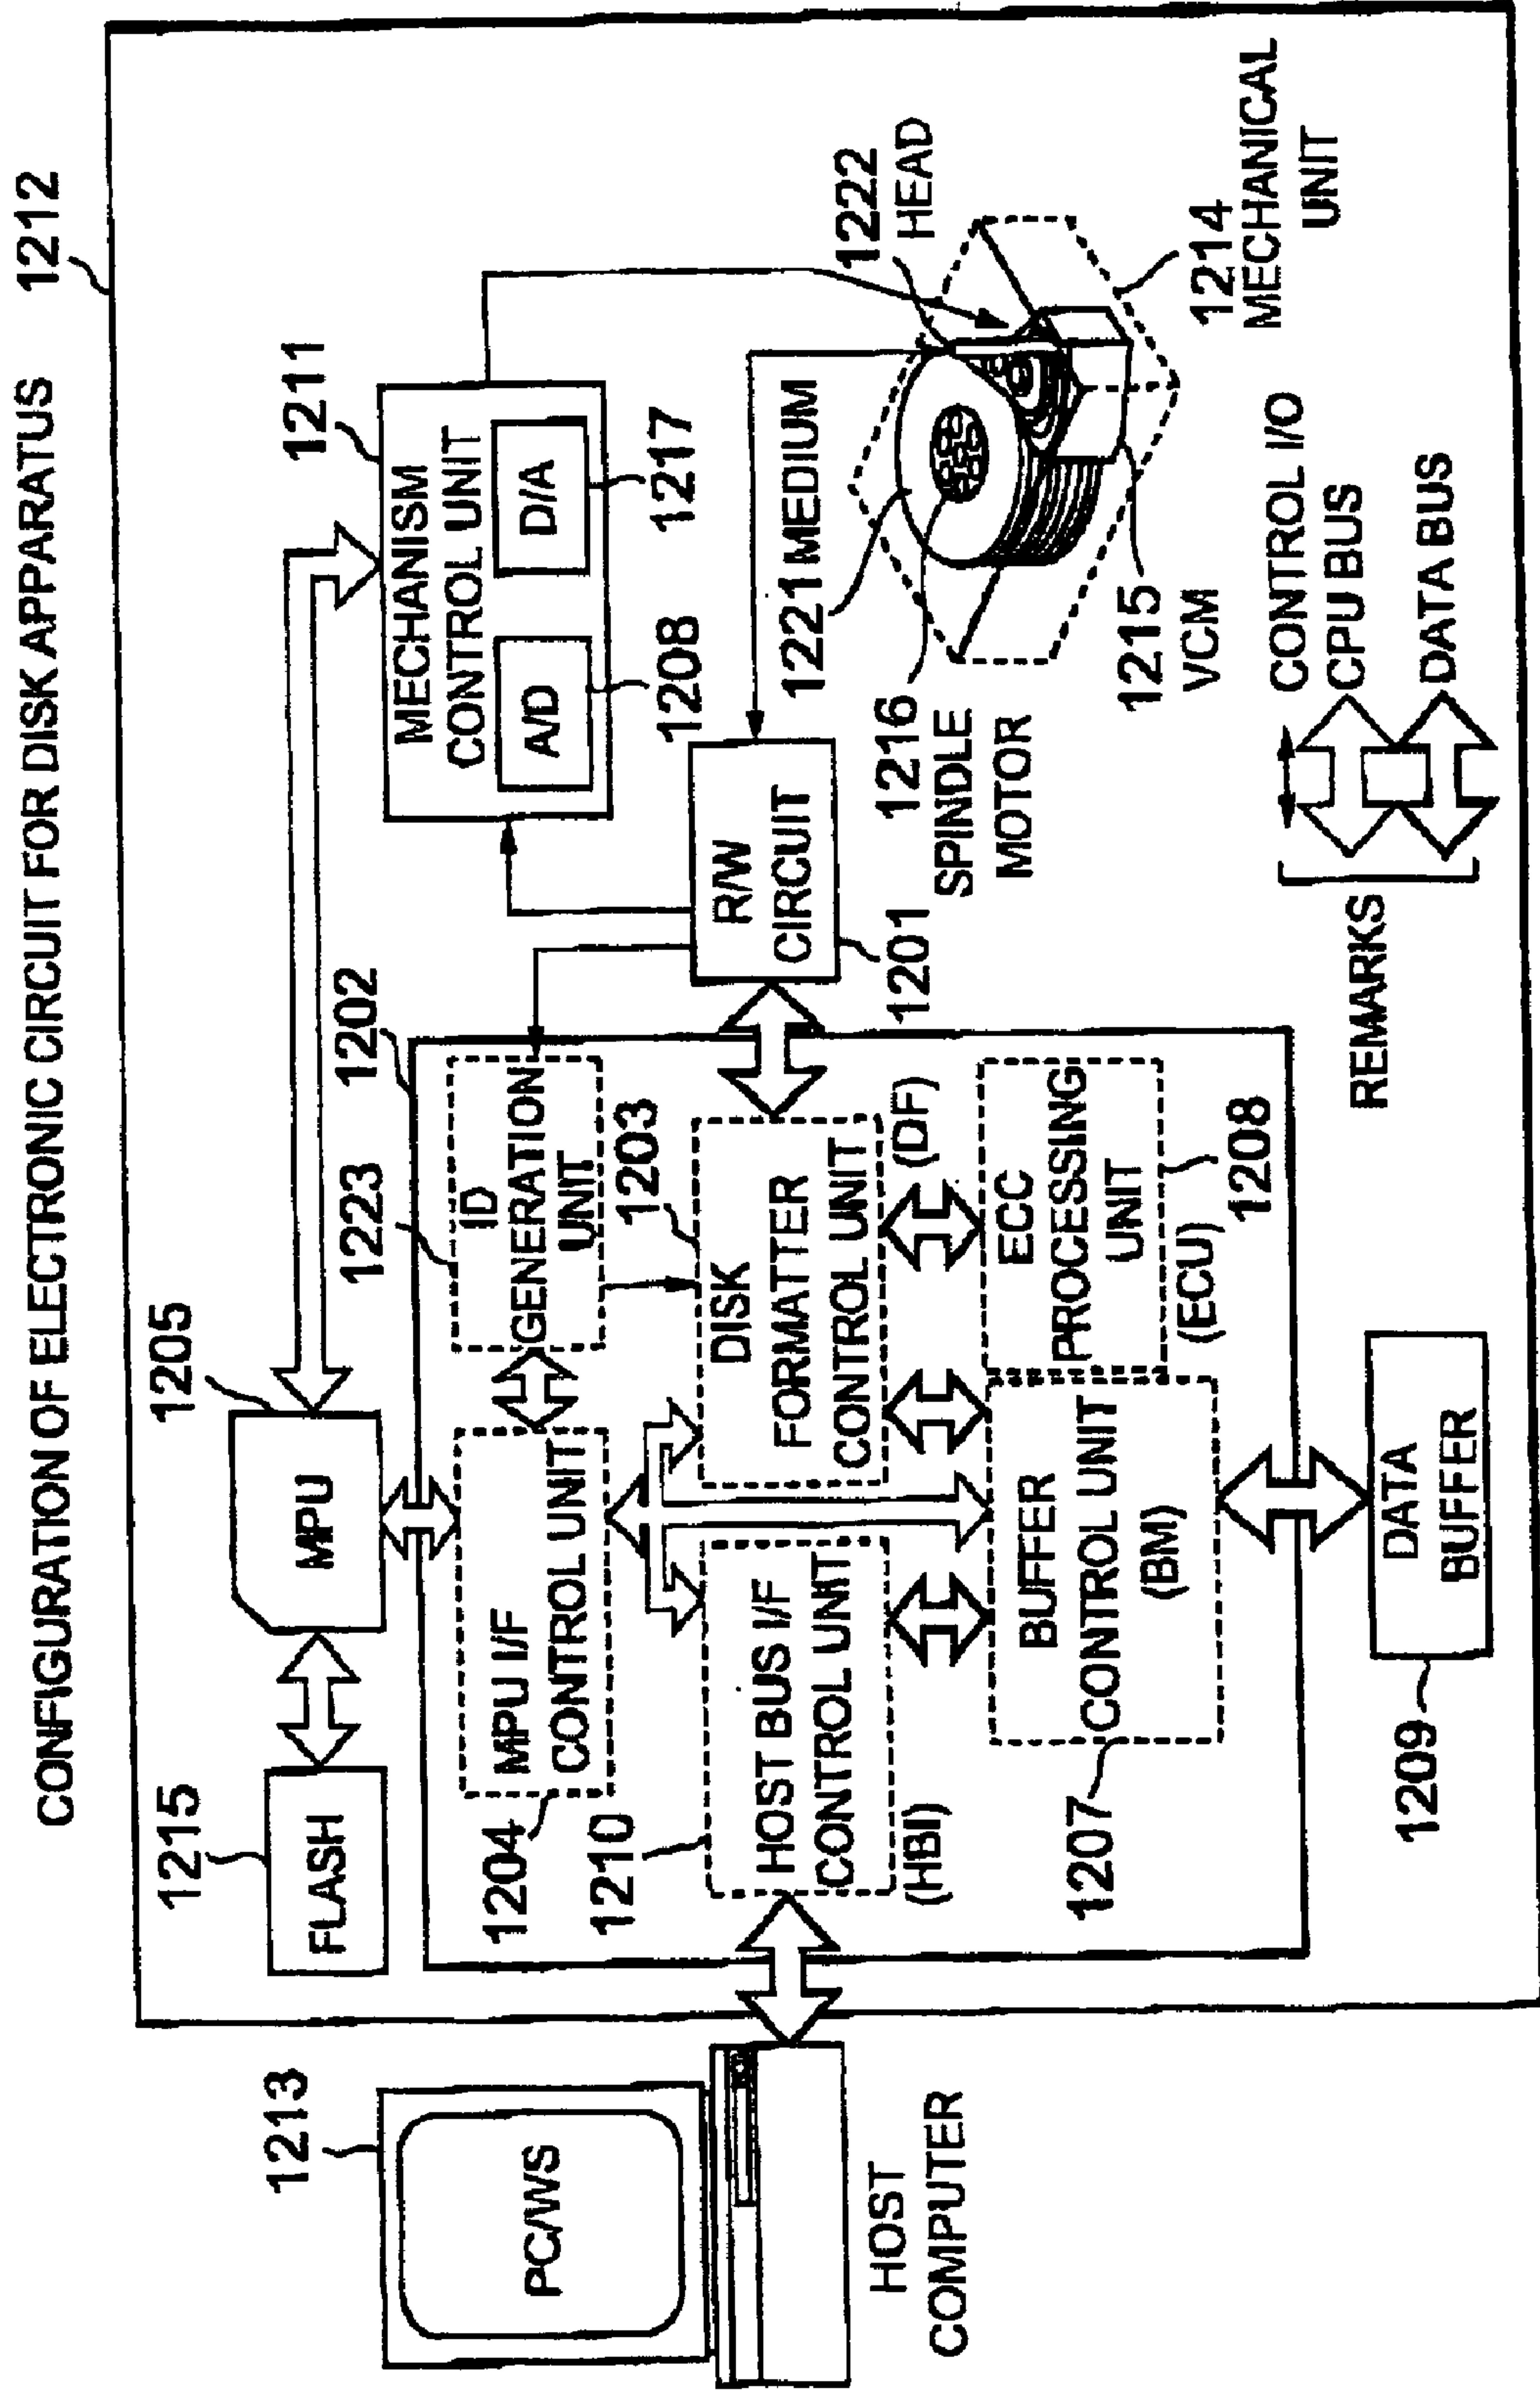 CONFIGURATION OF ELECTRONIC CIRCUIT FOR DISK APPARATUS 1212
1213
PC/WS
HOST
COMPUTER
1215
FLASH
1205
MPU
1211
MECHANISM
CONTROL UNIT
A/D
D/A
1208
1217
1202
1223
ID
GENERATION
UNIT
MPU I/F
CONTROL UNIT
1204
1210
HOST BUS I/F
CONTROL UNIT
(HBI)
1203
DISK
FORMATTER
CONTROL UNIT
(DF)
R/W
CIRCUIT
1201
1207
BUFFER
CONTROL UNIT
(BM)
ECC
PROCESSING
UNIT
(ECU)
1208
1209
DATA
BUFFER
1221 MEDIUM
1222
HEAD
1216
SPINDLE
MOTOR
1215
VCM
1214
MECHANICAL
UNIT
REMARKS
CONTROL I/O
CPU BUS
DATA BUS